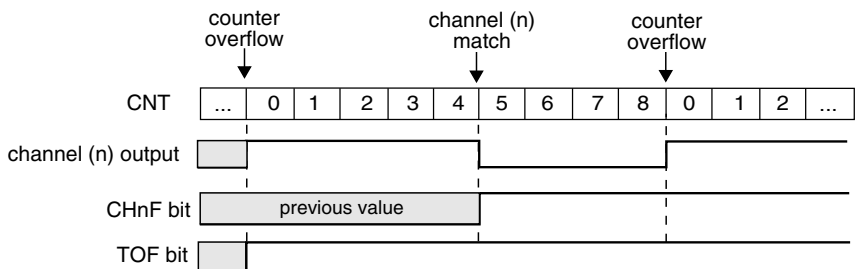 counter
overflow
channel (n)
match
counter
overflow
CNT ... 0 1 2 3 4 5 6 7 8 0 1 2 ...
channel (n) output
CHnF bit previous value
TOF bit